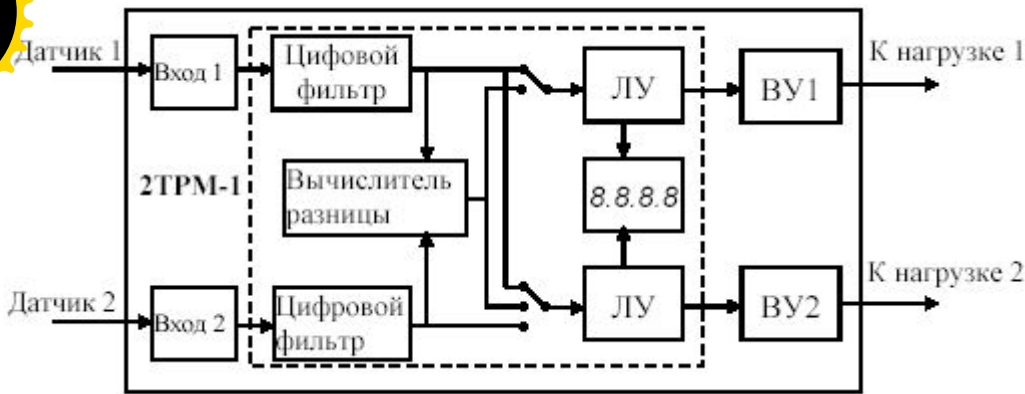 Датчик 1
Вход 1
Цифовой
фильтр
ЛУ
ВУ1
К нагрузке 1
2ТРМ-1
Вычислитель
разницы
8.8.8.8
Датчик 2
Вход 2
Цифровой
фильтр
ЛУ
ВУ2
К нагрузке 2